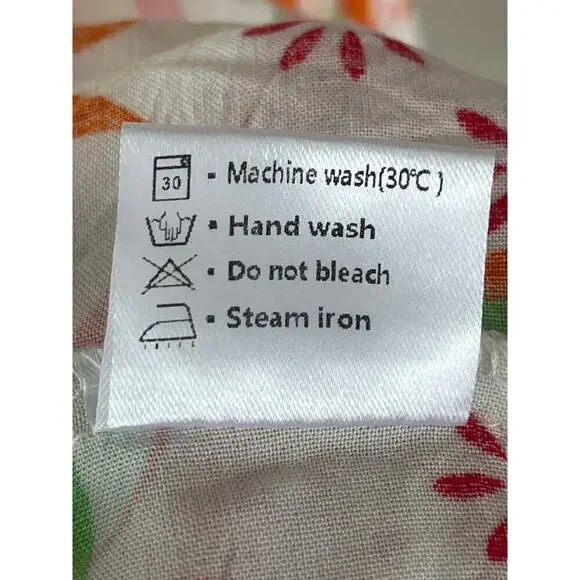 30 - Machine wash(30℃ )
- Hand wash
- Do not bleach
- Steam iron